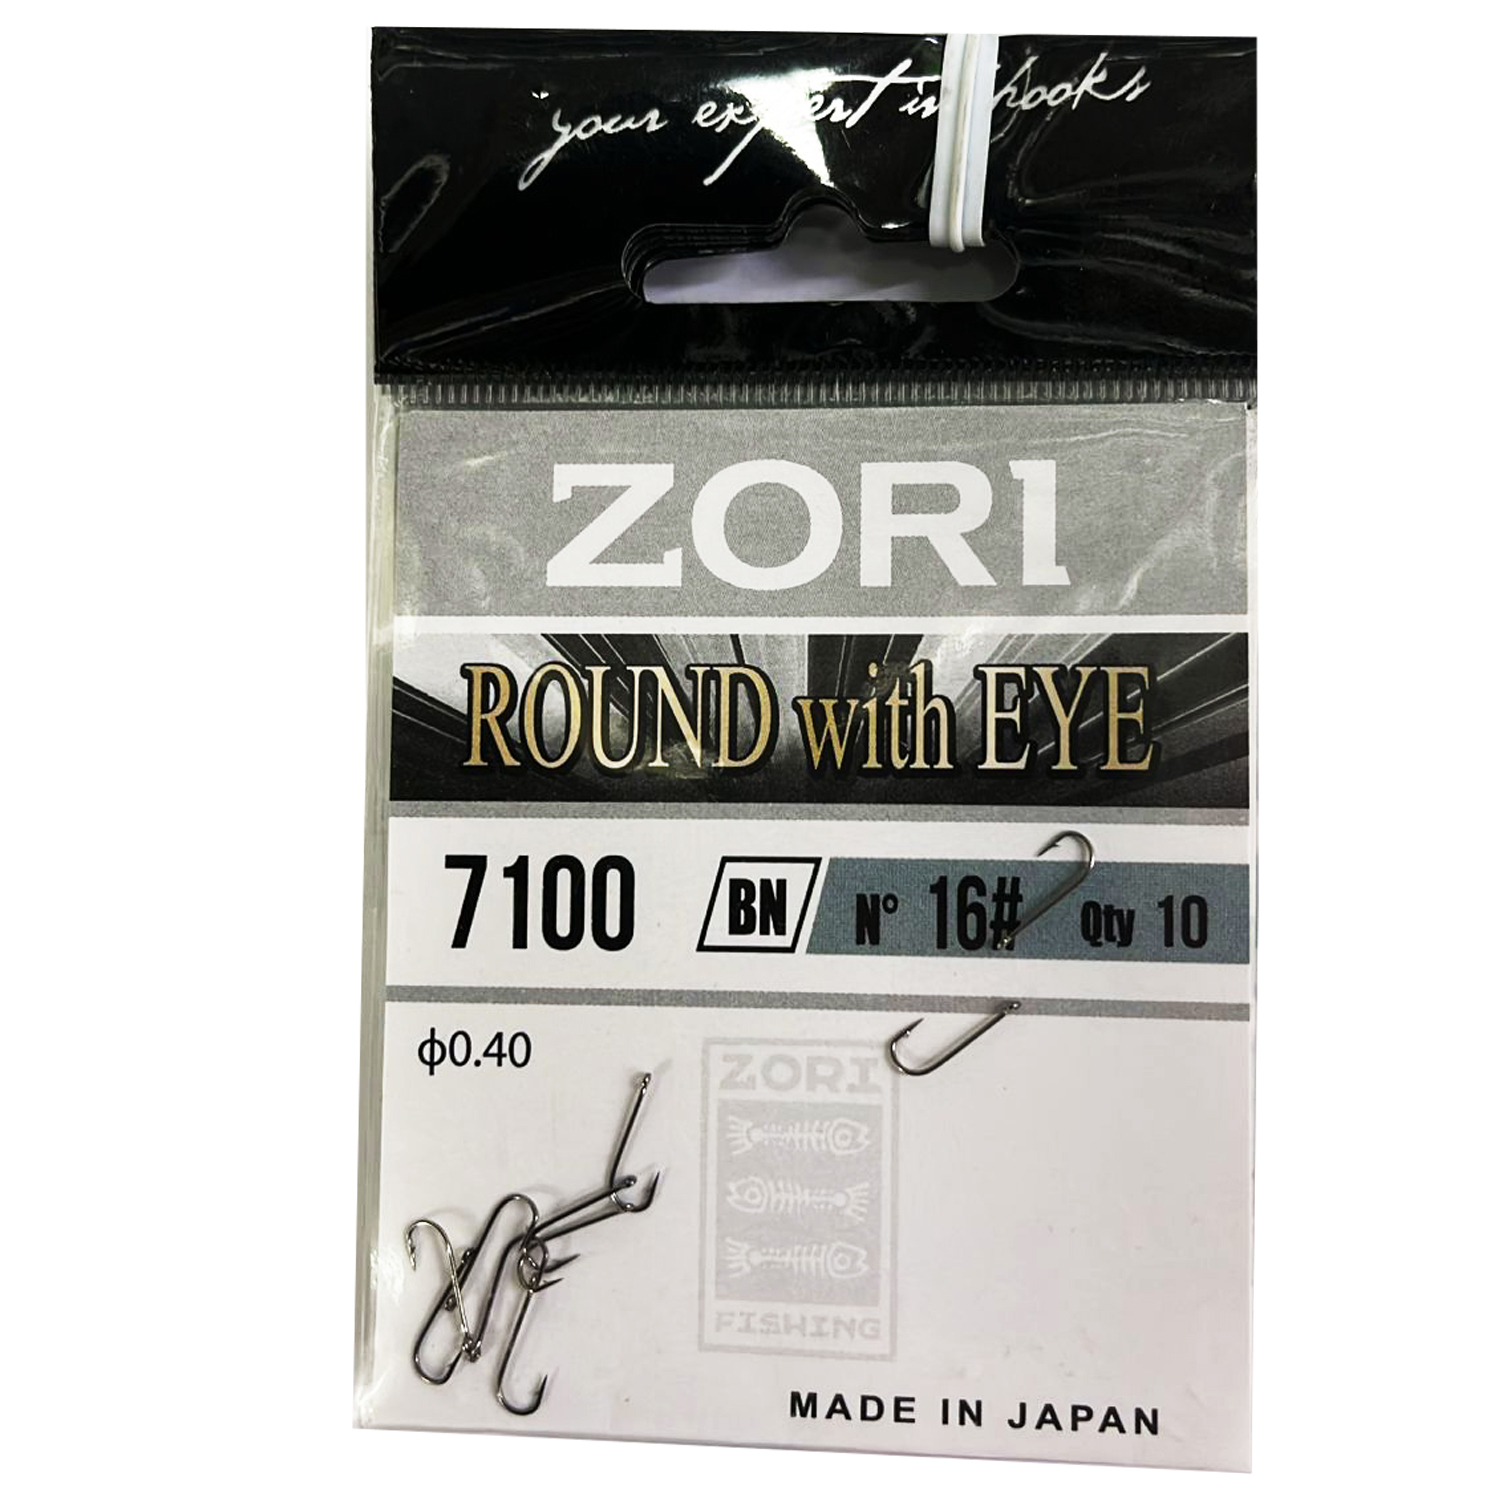 your expert in hooks
ZORI
ROUND with EYE
7100 BN N° 16# Qty 10
ф0.40
ZORI
FISHING
MADE IN JAPAN